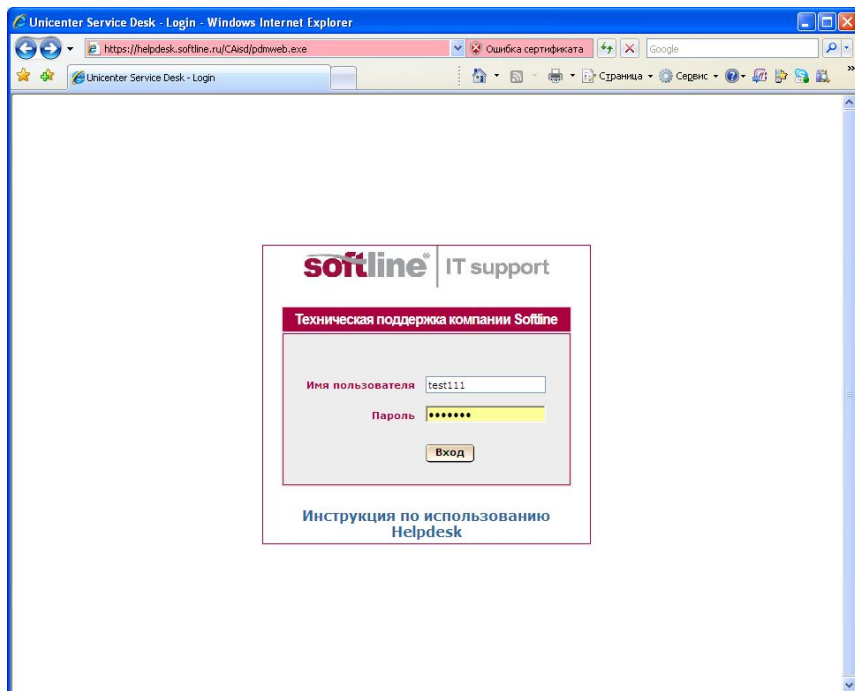 Unicenter Service Desk - Login - Windows Internet Explorer
https://helpdesk.softline.ru/CAisd/pdmweb.exe
Ошибка сертификата
Google
Unicenter Service Desk - Login
Страница
Сервис
softline® IT support
Техническая поддержка компании Softline
Имя пользователя test111
Пароль •••••••
Вход
Инструкция по использованию
Helpdesk